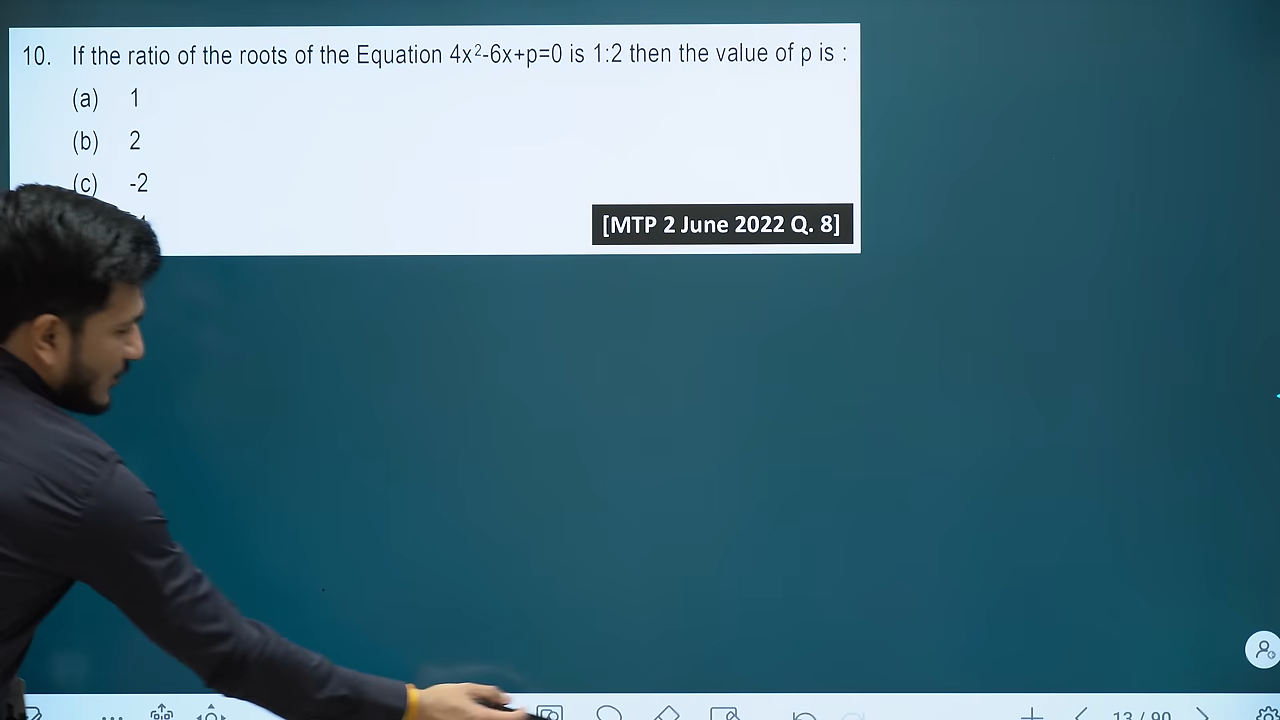 10. If the ratio of the roots of the Equation 4x²-6x+p=0 is 1:2 then the value of p is :
(a) 1
(b) 2
(c) -2
[MTP 2 June 2022 Q. 8]